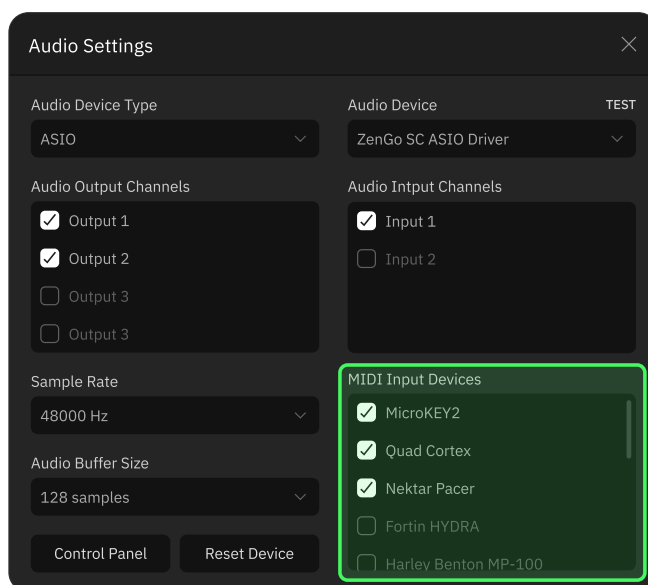 Audio Settings
Audio Device Type
ASIO
Audio Device
TEST
ZenGo SC ASIO Driver
Audio Output Channels
Output 1
Output 2
Output 3
Output 3
Audio Intput Channels
Input 1
Input 2
Sample Rate
48000 Hz
Audio Buffer Size
128 samples
Control Panel
Reset Device
MIDI Input Devices
MicroKEY2
Quad Cortex
Nektar Pacer
Fortin HYDRA
Harley Benton MP-100